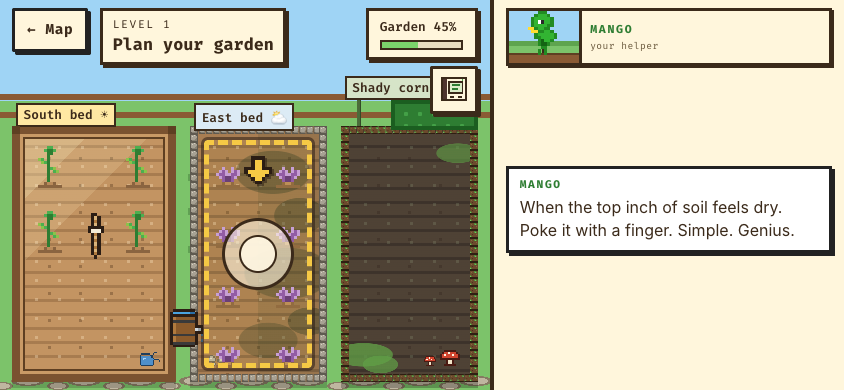 ← Map
LEVEL 1
Plan your garden
Garden 45%
Shady corn
South bed ☀
East bed ⛅
MANGO
your helper
MANGO
When the top inch of soil feels dry.
Poke it with a finger. Simple. Genius.